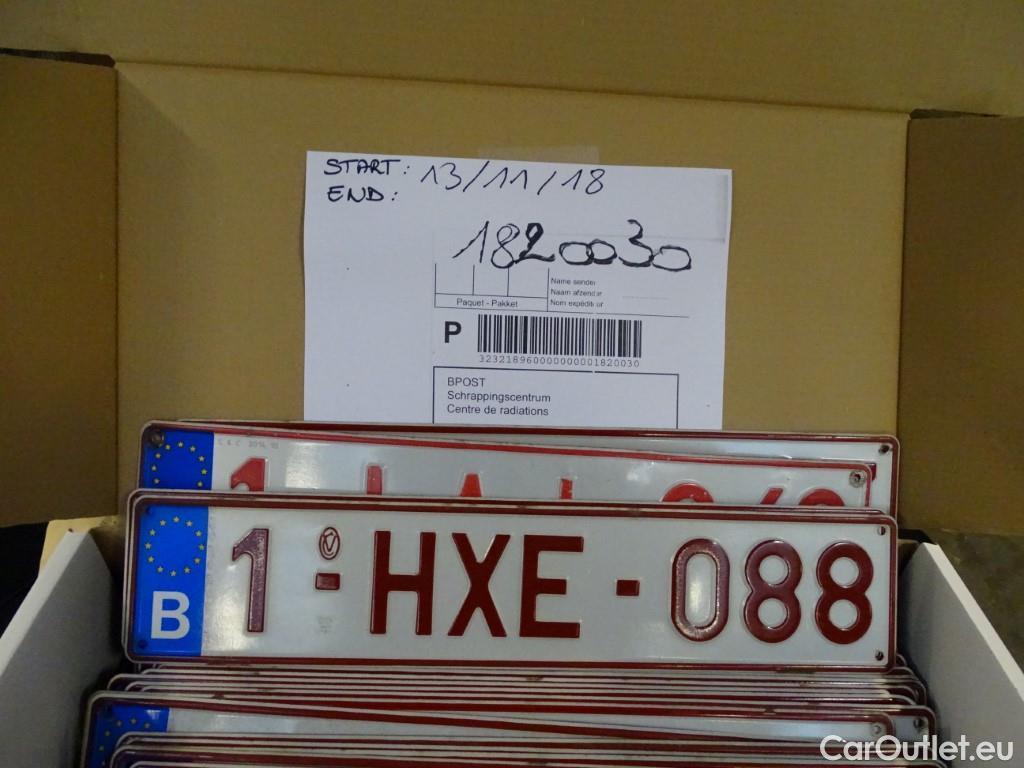 START: 13/11/18
END:
1820030
Name sender
Naam afzender
Nom expéditeur
Paquet - Pakket
P
323218960000000001820030
BPOST
Schrappingscentrum
Centre de radiations
B 1-HXE-088
CarOutlet.eu